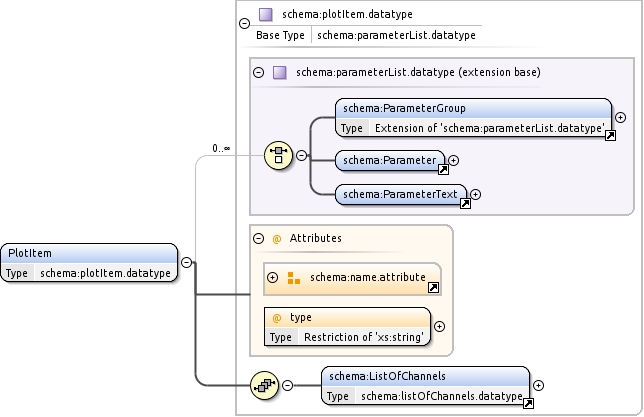 schema:plotItem.datatype
Base Type schema:parameterList.datatype
schema:parameterList.datatype (extension base)
schema:ParameterGroup
Type Extension of 'schema:parameterList.datatype'
0..∞
schema:Parameter
schema:ParameterText
@ Attributes
PlotItem
Type schema:plotItem.datatype
schema:name.attribute
@ type
Type Restriction of 'xs:string'
schema:ListOfChannels
Type schema:listOfChannels.datatype